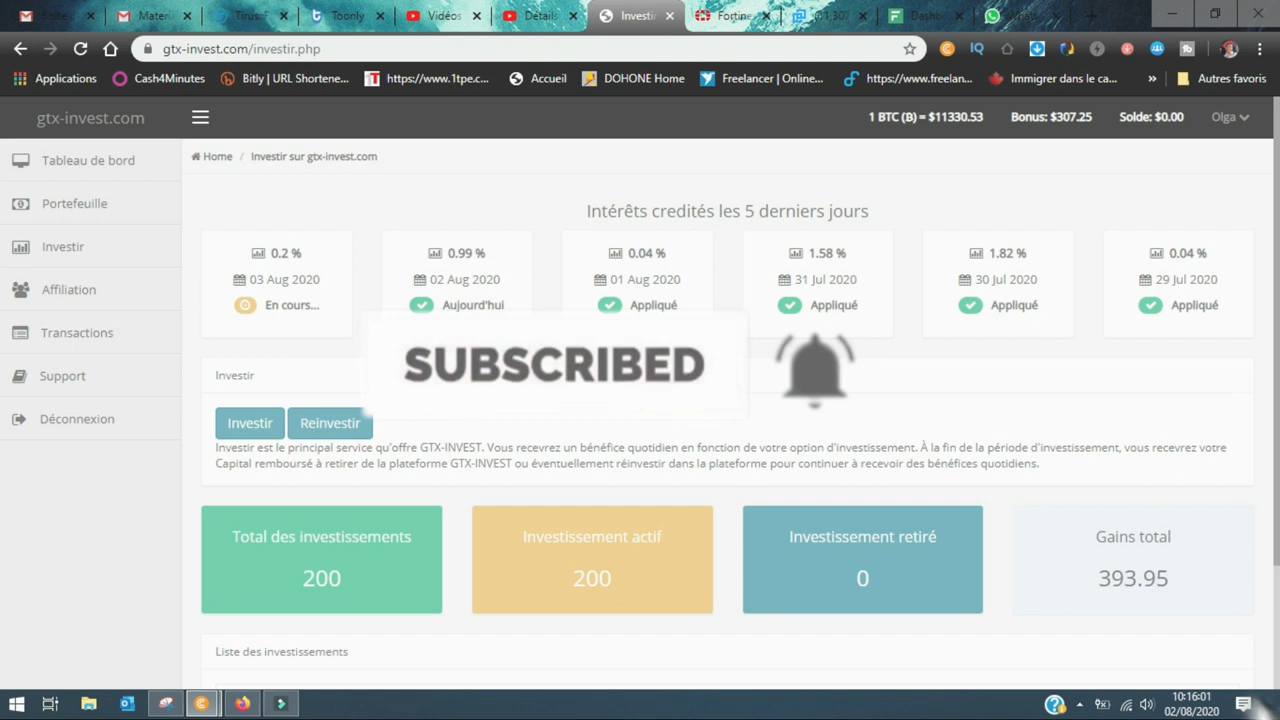 Materi
Tirus
Toonly
Vidéos
Détails
Investir
Fortine
Dashb
gtx-invest.com/investir.php
Applications
Cash4Minutes
Bitly | URL Shortene...
https://www.1tpe.c...
Accueil
DOHONE Home
Freelancer | Online...
https://www.freelan...
Immigrer dans le ca...
»
Autres favoris
gtx-invest.com
1 BTC (B) = $11330.53
Bonus: $307.25
Solde: $0.00
Olga
Tableau de bord
Portefeuille
Investir
Affiliation
Transactions
Support
Déconnexion
Home / Investir sur gtx-invest.com
Intérêts credités les 5 derniers jours
0.2 %
03 Aug 2020
En cours...
0.99 %
02 Aug 2020
Aujourd'hui
0.04 %
01 Aug 2020
Appliqué
1.58 %
31 Jul 2020
Appliqué
1.82 %
30 Jul 2020
Appliqué
0.04 %
29 Jul 2020
Appliqué
SUBSCRIBED
Investir
Investir
Reinvestir
Investir est le principal service qu'offre GTX-INVEST. Vous recevrez un bénéfice quotidien en fonction de votre option d'investissement. À la fin de la période d'investissement, vous recevrez votre
Capital remboursé à retirer de la plateforme GTX-INVEST ou éventuellement réinvestir dans la plateforme pour continuer à recevoir des bénéfices quotidiens.
Total des investissements
200
Investissement actif
200
Investissement retiré
0
Gains total
393.95
Liste des investissements
10:16:01
02/08/2020